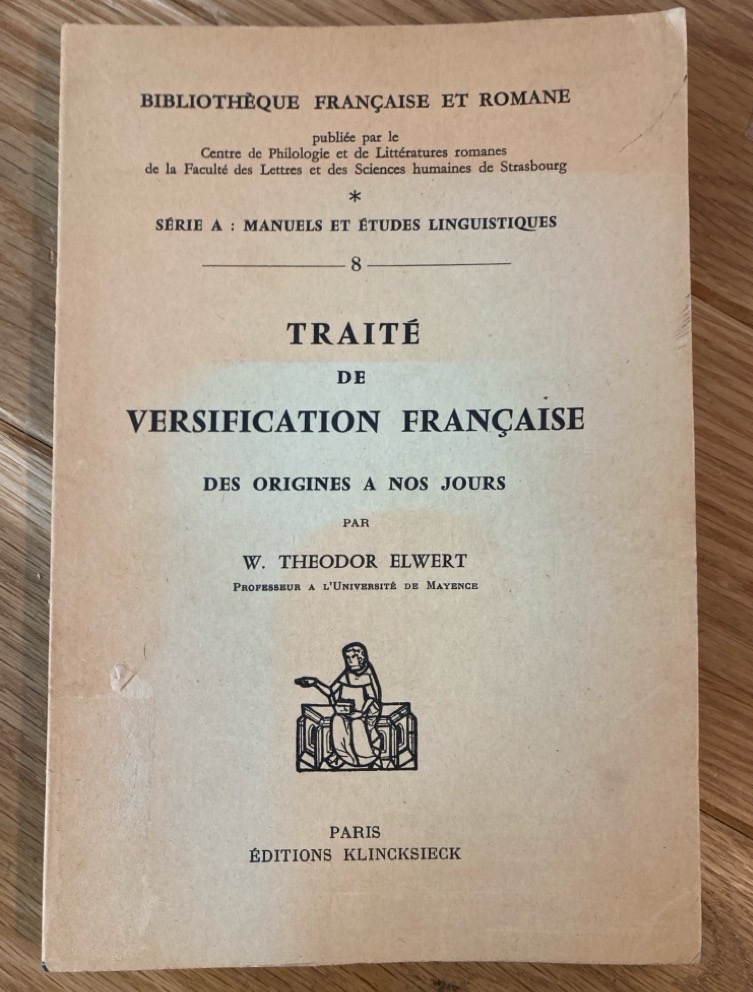 BIBLIOTHÈQUE FRANÇAISE ET ROMANE
publiée par le
Centre de Philologie et de Littératures romanes
de la Faculté des Lettres et des Sciences humaines de Strasbourg
*
SÉRIE A : MANUELS ET ÉTUDES LINGUISTIQUES
8
TRAITÉ
DE
VERSIFICATION FRANÇAISE
DES ORIGINES A NOS JOURS
PAR
W. THEODOR ELWERT
PROFESSEUR A L'UNIVERSITÉ DE MAYENCE
PARIS
ÉDITIONS KLINCKSIECK